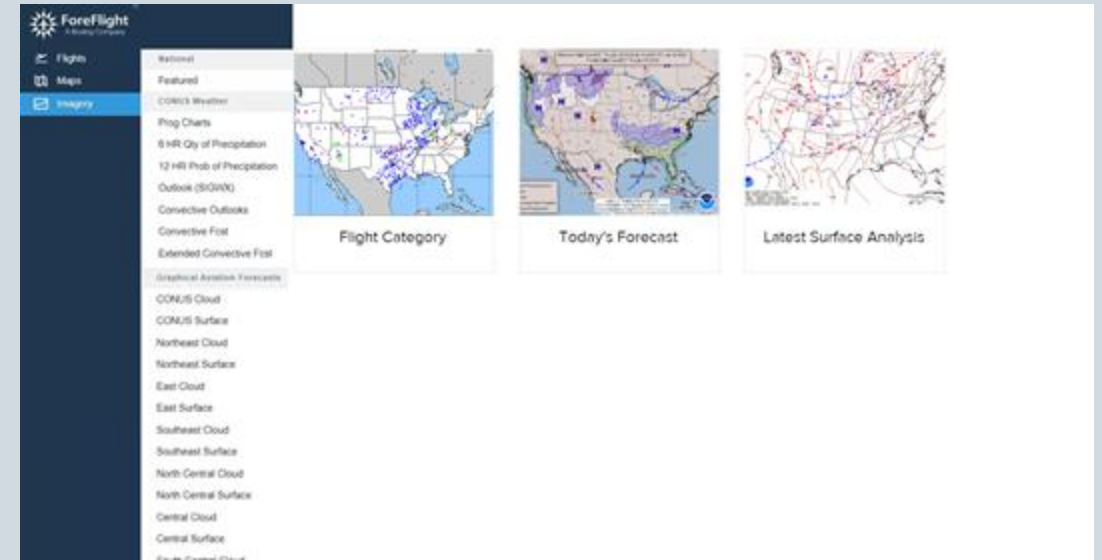 ForeFlight
A Boeing Company
Flights
Maps
Imagery
National
Featured
CONUS Weather
Prog Charts
6 HR Qty of Precipitation
12 HR Prob of Precipitation
Outlook (SIGWX)
Convective Outlooks
Convective Fcst
Extended Convective Fcst
Graphical Aviation Forecasts
CONUS Cloud
CONUS Surface
Northeast Cloud
Northeast Surface
East Cloud
East Surface
Southeast Cloud
Southeast Surface
North Central Cloud
North Central Surface
Central Cloud
Central Surface
South Central Cloud
Flight Category
Today's Forecast
Latest Surface Analysis